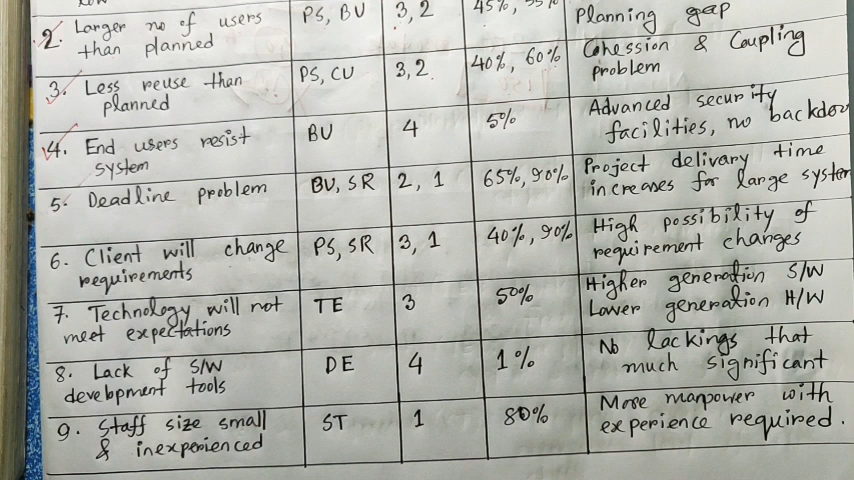 2. Larger no of users PS, BU 3, 2 45%, Planning gap
than planned
3. Less reuse than PS, CU 3,2 40%, 60% Cohession & Coupling
planned problem
4. End users resist BU 4 5% Advanced security
system facilities, no backdoor
5. Deadline problem BU, SR 2, 1 65%, 90% Project delivary time
increases for large system
6. Client will change PS, SR 3, 1 40%, 90% High possibility of
requirements requirement changes
7. Technology will not TE 3 50% Higher generation S/W
meet expectations Lower generation H/W
8. Lack of S/W DE 4 1% No lackings that
development tools much significant
9. Staff size small ST 1 80% More manpower with
& inexperienced experience required.